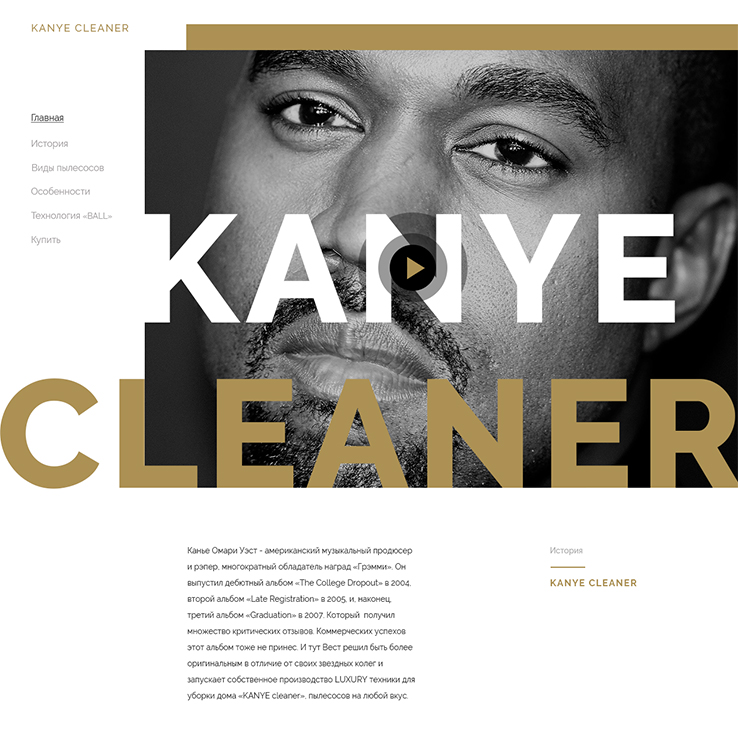 KANYE CLEANER
Главная
История
Виды пылесосов
Особенности
Технология «BALL»
Купить
KANYE
CLEANER
Канье Омари Уэст - американский музыкальный продюсер
и рэпер, многократный обладатель наград «Грэмми». Он
выпустил дебютный альбом «The College Dropout» в 2004,
второй альбом «Late Registration» в 2005, и, наконец,
третий альбом «Graduation» в 2007. Который получил
множество критических отзывов. Коммерческих успехов
этот альбом тоже не принес. И тут Вест решил быть более
оригинальным в отличие от своих звездных колег и
запускает собственное производство LUXURY техники для
уборки дома «KANYE cleaner», пылесосов на любой вкус.
История
KANYE CLEANER